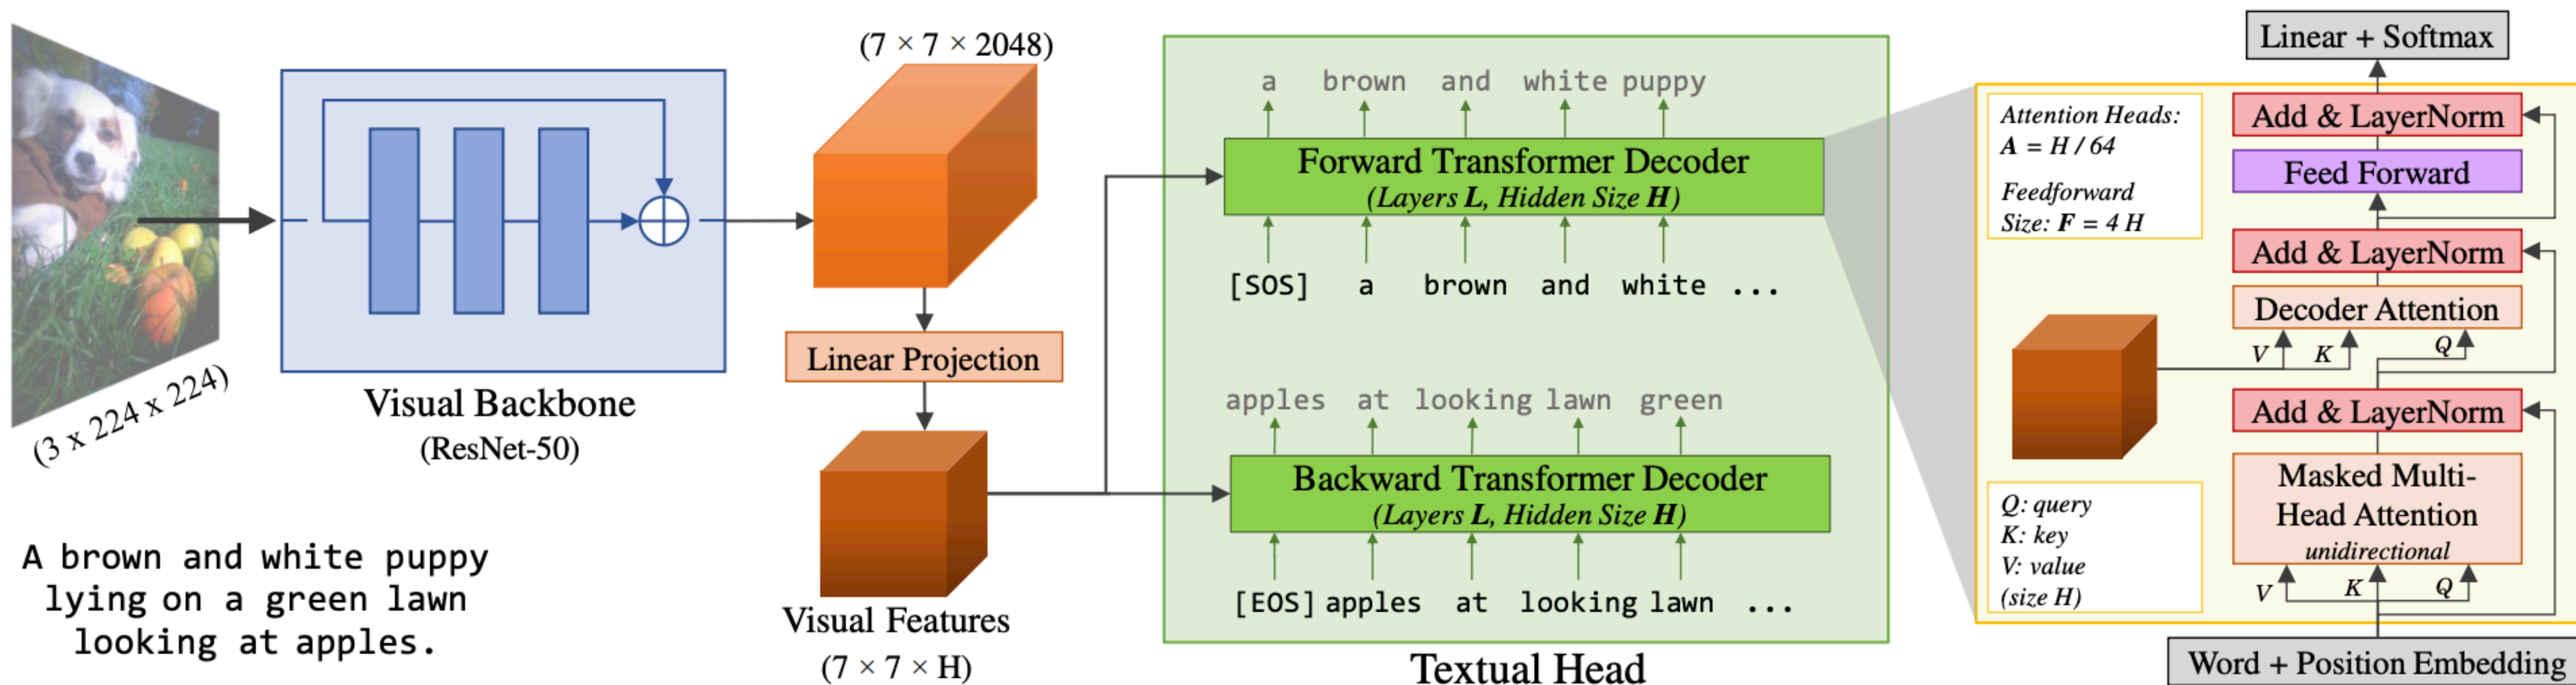 (3 x 224 x 224)
A brown and white puppy
lying on a green lawn
looking at apples.
Visual Backbone
(ResNet-50)
(7 × 7 × 2048)
Linear Projection
Visual Features
(7 × 7 × H)
a brown and white puppy
Forward Transformer Decoder
(Layers L, Hidden Size H)
[SOS] a brown and white ...
apples at looking lawn green
Backward Transformer Decoder
(Layers L, Hidden Size H)
[EOS] apples at looking lawn ...
Textual Head
Attention Heads:
A = H / 64
Feedforward
Size: F = 4 H
Q: query
K: key
V: value
(size H)
Linear + Softmax
Add & LayerNorm
Feed Forward
Add & LayerNorm
Decoder Attention
V K Q
Add & LayerNorm
Masked Multi-
Head Attention
unidirectional
V K Q
Word + Position Embedding